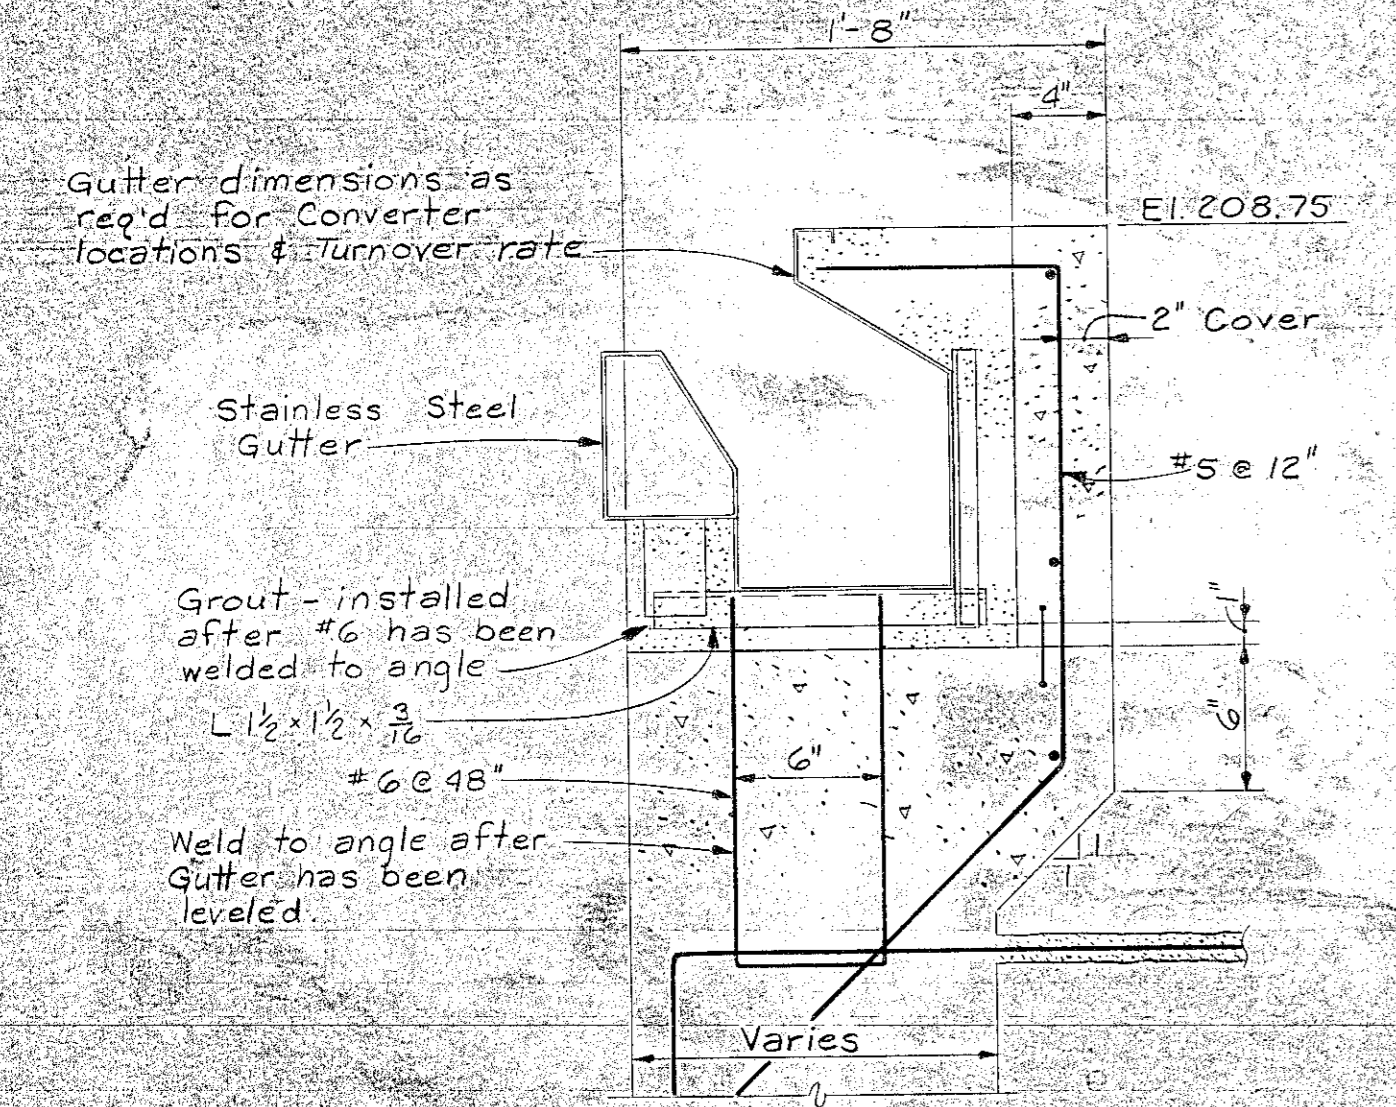 1'-8"
4"
Gutter dimensions as
req'd for Converter
locations & Turnover rate
El. 208.75
2" Cover
Stainless Steel
Gutter
#5 @ 12"
Grout - installed
after #6 has been
welded to angle
1"
L 1½ x 1½ x 3/16
6"
6"
#6 @ 48"
Weld to angle after
Gutter has been
leveled.
1
1
Varies